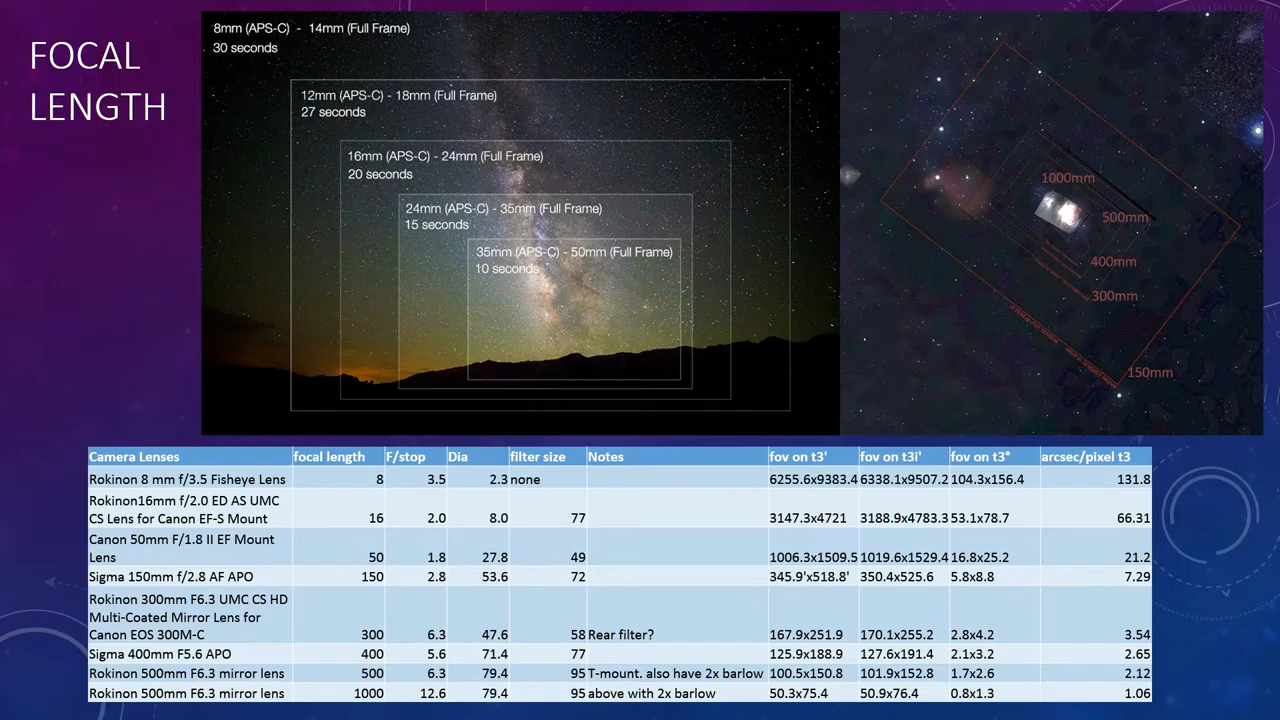 FOCAL
LENGTH
8mm (APS-C) - 14mm (Full Frame)
30 seconds
12mm (APS-C) - 18mm (Full Frame)
27 seconds
16mm (APS-C) - 24mm (Full Frame)
20 seconds
24mm (APS-C) - 35mm (Full Frame)
15 seconds
35mm (APS-C) - 50mm (Full Frame)
10 seconds
1000mm
500mm
400mm
300mm
150mm
Camera Lenses focal length F/stop Dia filter size Notes fov on t3' fov on t3i' fov on t3° arcsec/pixel t3
Rokinon 8 mm f/3.5 Fisheye Lens 8 3.5 2.3 none 6255.6x9383.4 6338.1x9507.2 104.3x156.4 131.8
Rokinon16mm f/2.0 ED AS UMC
CS Lens for Canon EF-S Mount 16 2.0 8.0 77 3147.3x4721 3188.9x4783.3 53.1x78.7 66.31
Canon 50mm F/1.8 II EF Mount
Lens 50 1.8 27.8 49 1006.3x1509.5 1019.6x1529.4 16.8x25.2 21.2
Sigma 150mm f/2.8 AF APO 150 2.8 53.6 72 345.9'x518.8' 350.4x525.6 5.8x8.8 7.29
Rokinon 300mm F6.3 UMC CS HD
Multi-Coated Mirror Lens for
Canon EOS 300M-C 300 6.3 47.6 58 Rear filter? 167.9x251.9 170.1x255.2 2.8x4.2 3.54
Sigma 400mm F5.6 APO 400 5.6 71.4 77 125.9x188.9 127.6x191.4 2.1x3.2 2.65
Rokinon 500mm F6.3 mirror lens 500 6.3 79.4 95 T-mount. also have 2x barlow 100.5x150.8 101.9x152.8 1.7x2.6 2.12
Rokinon 500mm F6.3 mirror lens 1000 12.6 79.4 95 above with 2x barlow 50.3x75.4 50.9x76.4 0.8x1.3 1.06